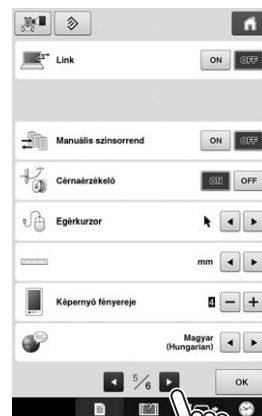 Link ON OFF
Manuális színsorrend ON OFF
Cérnaérzékelő ON OFF
Egérkurzor
mm
Képernyő fényereje 4
Magyar
(Hungarian)
5/6 OK